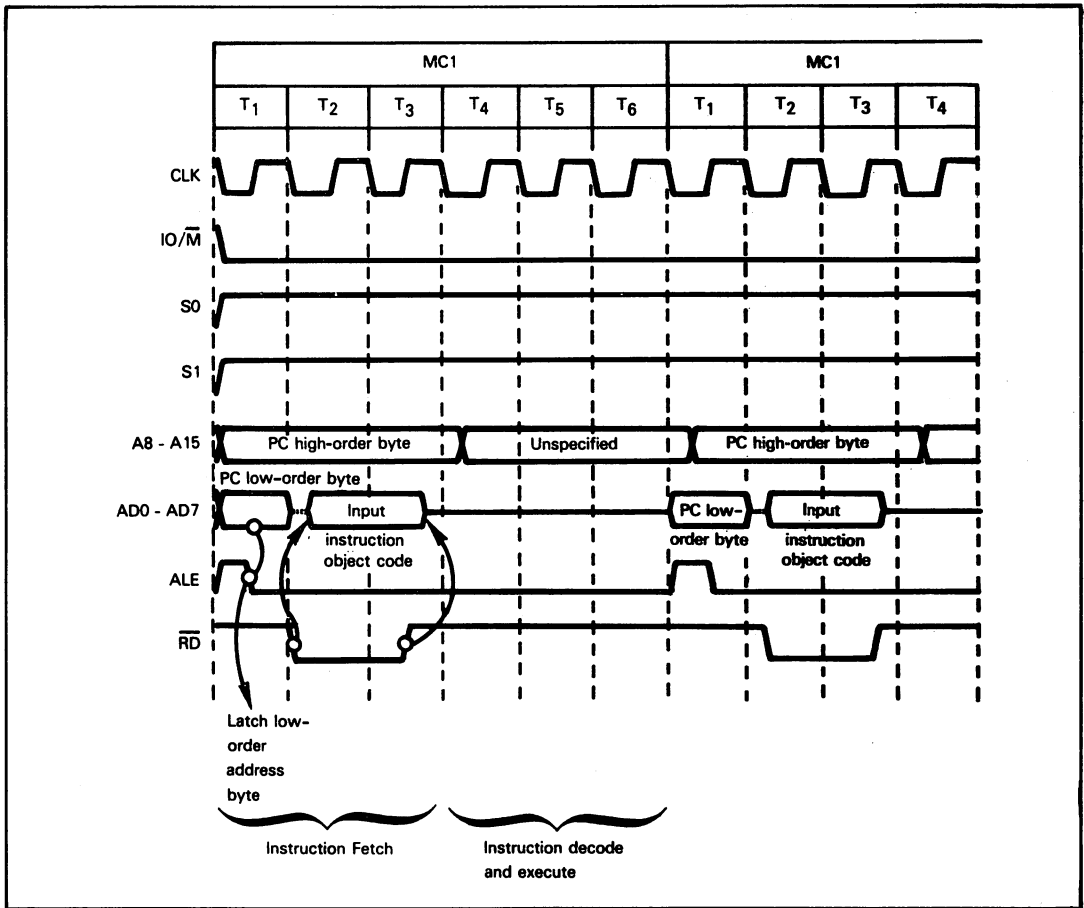 MC1 MC1
T1 T2 T3 T4 T5 T6 T1 T2 T3 T4
CLK
IO/M̅
S0
S1
A8 - A15 PC high-order byte Unspecified PC high-order byte
PC low-order byte
AD0 - AD7 Input PC low- Input
instruction order byte instruction
object code object code
ALE
R̅D̅
Latch low-
order
address
byte
Instruction Fetch Instruction decode
and execute